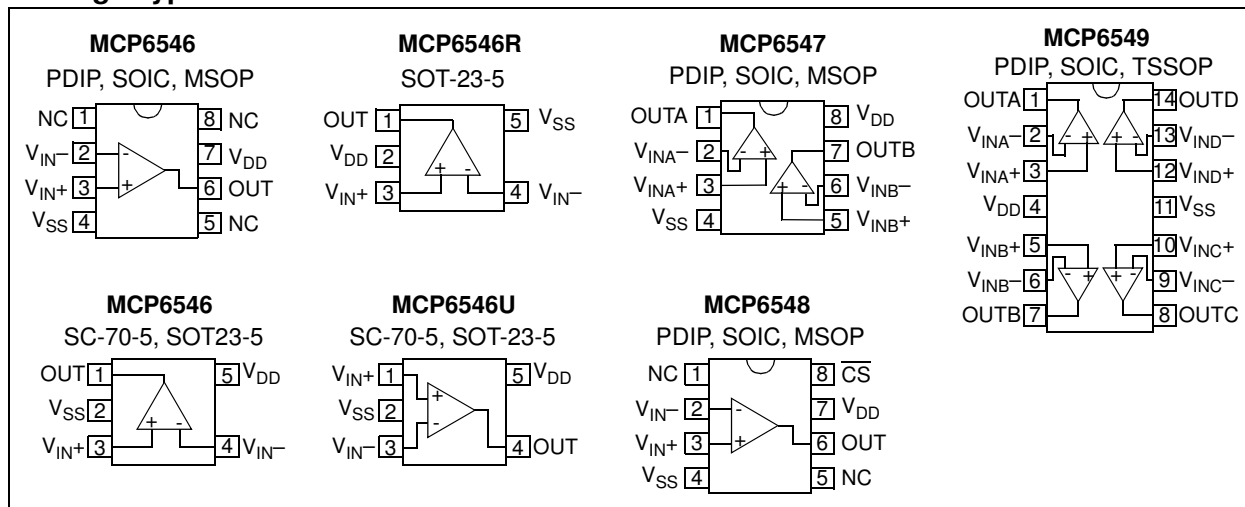 MCP6546
PDIP, SOIC, MSOP
NC 1
8 NC
VIN– 2
7 VDD
VIN+ 3
6 OUT
VSS 4
5 NC
- +
MCP6546R
SOT-23-5
OUT 1
5 VSS
VDD 2
VIN+ 3
4 VIN–
+ -
MCP6547
PDIP, SOIC, MSOP
OUTA 1
8 VDD
VINA– 2
7 OUTB
VINA+ 3
6 VINB–
VSS 4
5 VINB+
- +
+ -
MCP6549
PDIP, SOIC, TSSOP
OUTA 1
14 OUTD
VINA– 2
13 VIND–
VINA+ 3
12 VIND+
VDD 4
11 VSS
VINB+ 5
10 VINC+
VINB– 6
9 VINC–
OUTB 7
8 OUTC
- + + -
- + + -
MCP6546
SC-70-5, SOT23-5
OUT 1
5 VDD
VSS 2
VIN+ 3
4 VIN–
+ -
MCP6546U
SC-70-5, SOT-23-5
VIN+ 1
5 VDD
VSS 2
VIN– 3
4 OUT
+ -
MCP6548
PDIP, SOIC, MSOP
NC 1
8 CS
VIN– 2
7 VDD
VIN+ 3
6 OUT
VSS 4
5 NC
- +